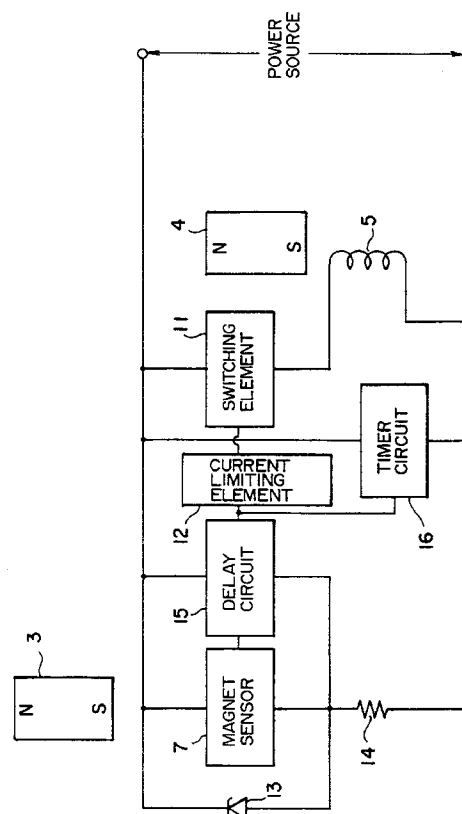 3
N
S
4
N
S
POWER
SOURCE
11
SWITCHING
ELEMENT
5
CURRENT
LIMITING
ELEMENT
12
TIMER
CIRCUIT
16
DELAY
CIRCUIT
15
MAGNET
SENSOR
7
13
14